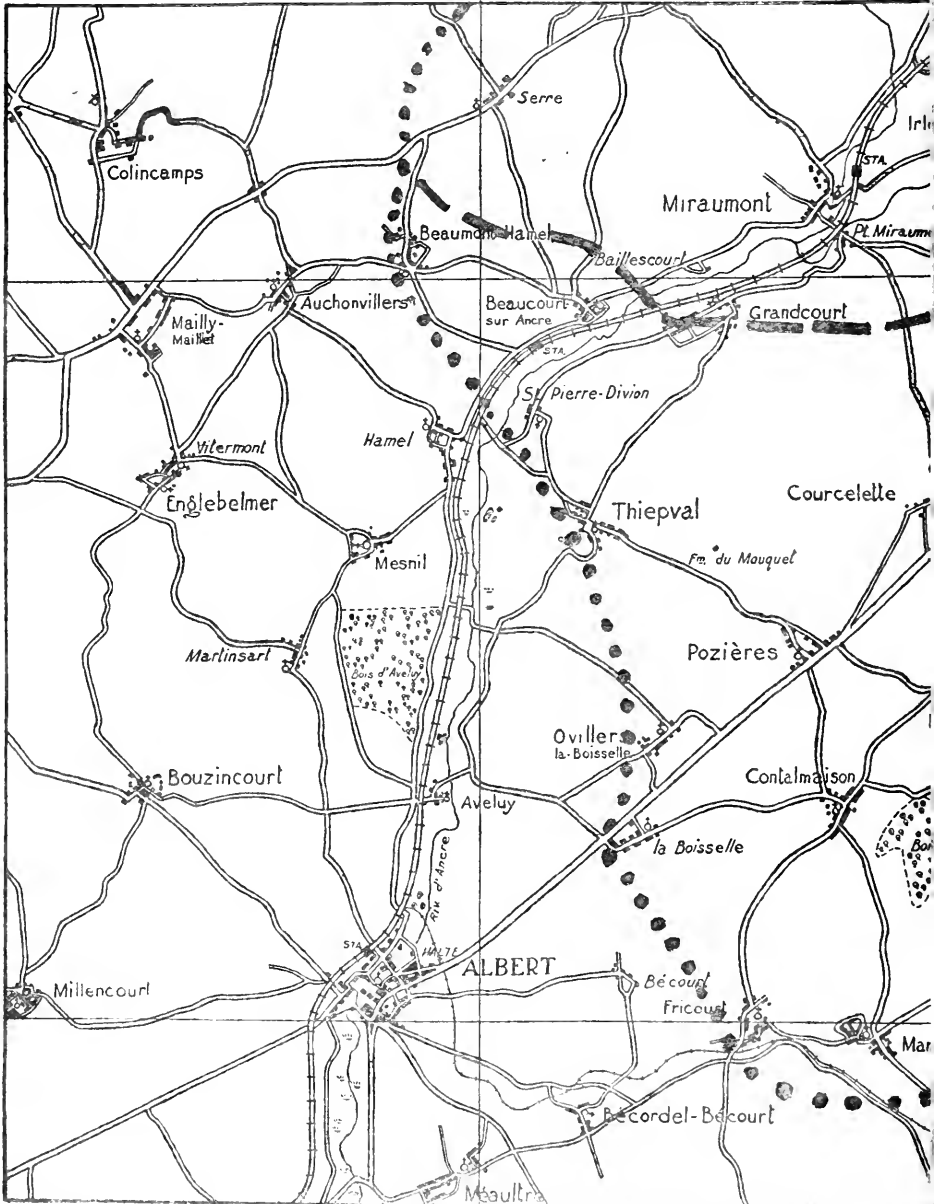 Serre
Colincamps
Irl
STA.
Miraumont
Pt. Miraum
Beaumont-Hamel
Baillescourt
Auchonvillers
Beaucourt
sur Ancre
Mailly-
Maillet
Grandcourt
STA.
St Pierre-Divion
Hamel
Vitermont
Englebelmer
Courcelette
Thiepval
Mesnil
Fme. du Mouquet
Martinsart
Pozières
Bois d'Aveluy
Ovillers
la-Boisselle
Bouzincourt
Contalmaison
Aveluy
la Boisselle
Riv. d'Ancre
STA.
HALTE
ALBERT
Millencourt
Bécourt
Fricourt
Mar
Bécordel-Bécourt
Méaulte